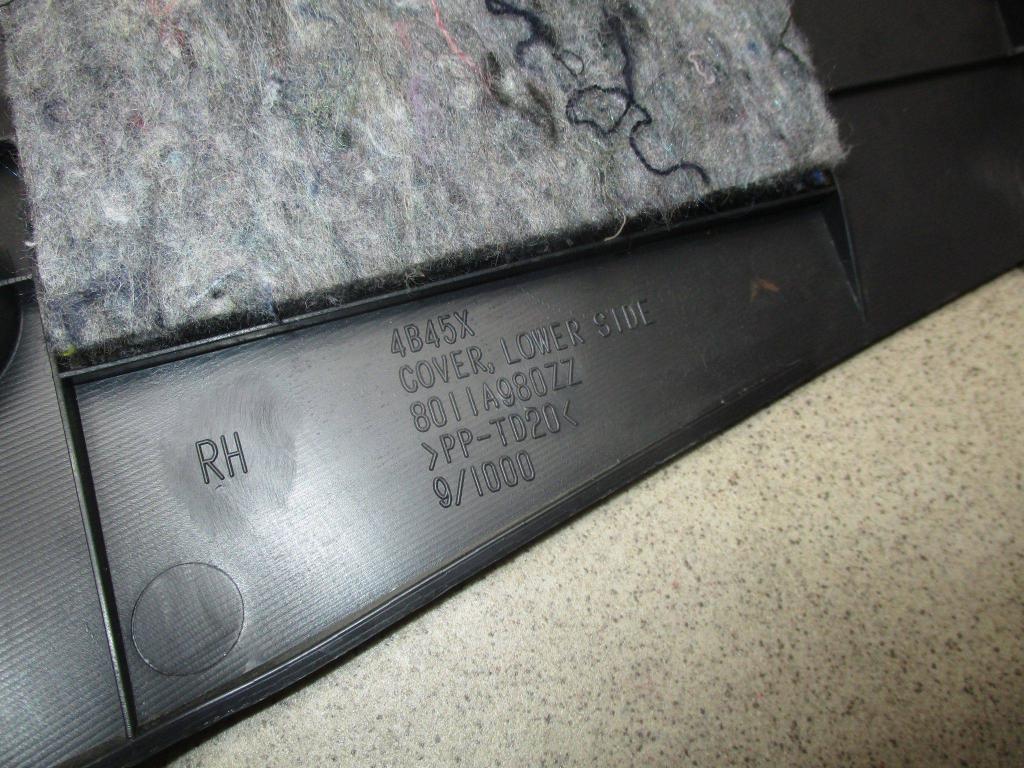 4B45X
COVER, LOWER SIDE
8011A980ZZ
>PP-TD20<
9/1000
RH